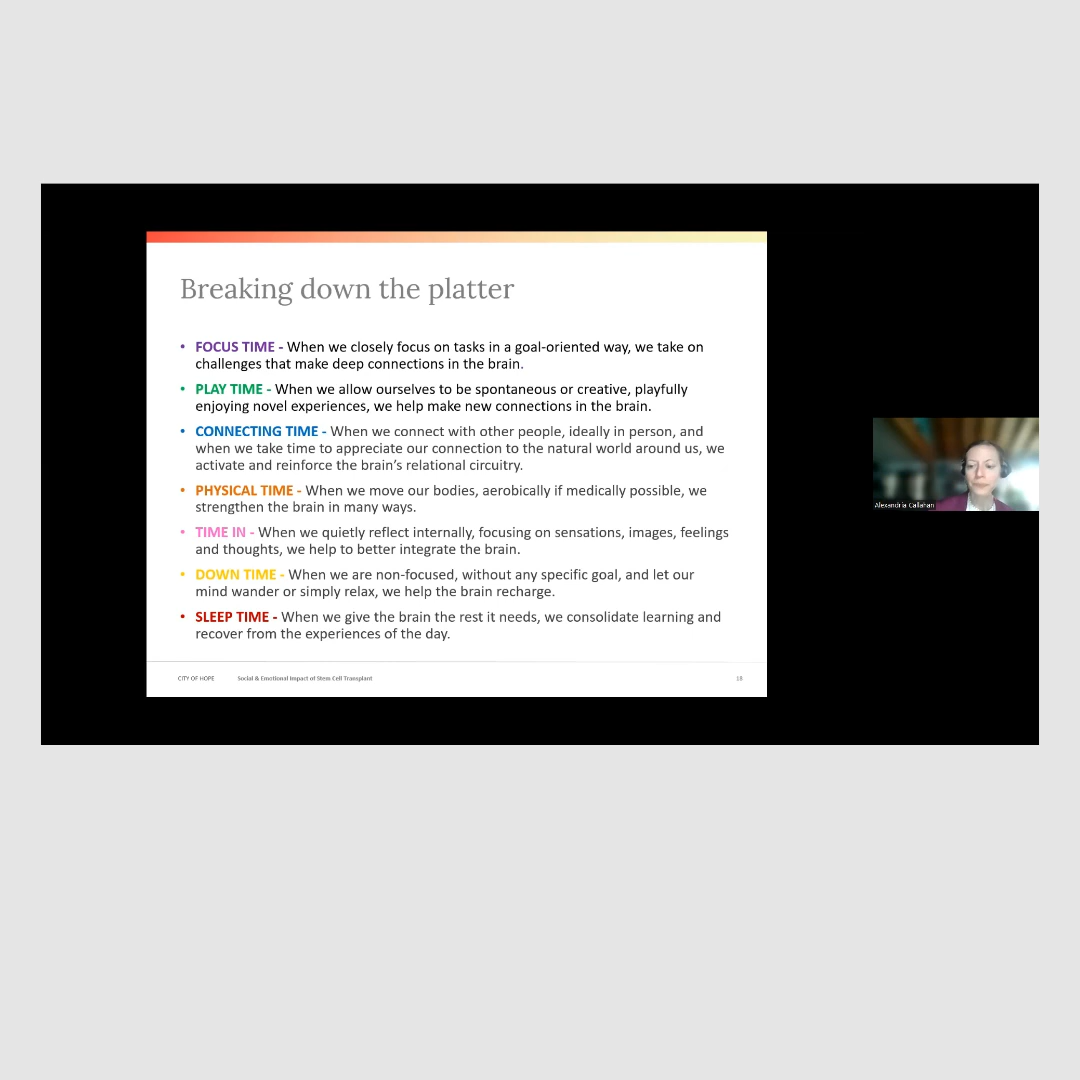 Breaking down the platter
• FOCUS TIME - When we closely focus on tasks in a goal-oriented way, we take on
challenges that make deep connections in the brain.
• PLAY TIME - When we allow ourselves to be spontaneous or creative, playfully
enjoying novel experiences, we help make new connections in the brain.
• CONNECTING TIME - When we connect with other people, ideally in person, and
when we take time to appreciate our connection to the natural world around us, we
activate and reinforce the brain’s relational circuitry.
• PHYSICAL TIME - When we move our bodies, aerobically if medically possible, we
strengthen the brain in many ways.
• TIME IN - When we quietly reflect internally, focusing on sensations, images, feelings
and thoughts, we help to better integrate the brain.
• DOWN TIME - When we are non-focused, without any specific goal, and let our
mind wander or simply relax, we help the brain recharge.
• SLEEP TIME - When we give the brain the rest it needs, we consolidate learning and
recover from the experiences of the day.
CITY OF HOPE Social & Emotional Impact of Stem Cell Transplant 18
Alexandria Callahan